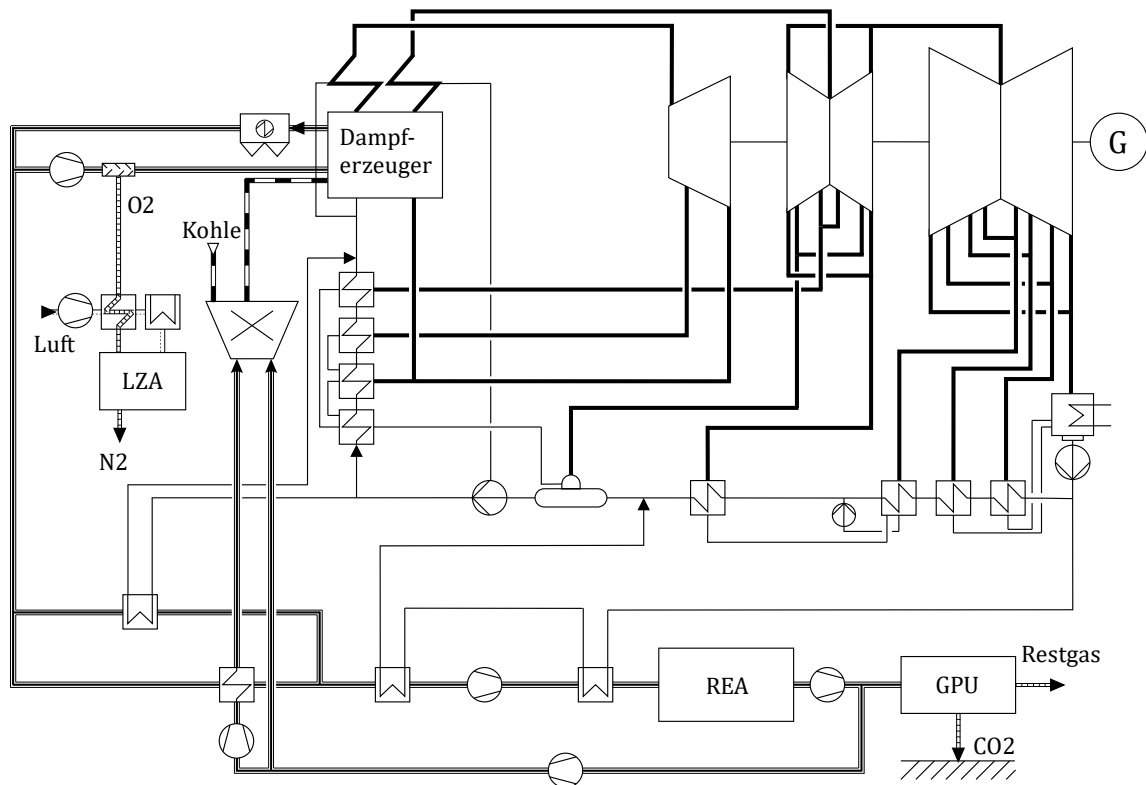 Dampf-
erzeuger
G
O2
Kohle
Luft
LZA
N2
REA
GPU
Restgas
CO2